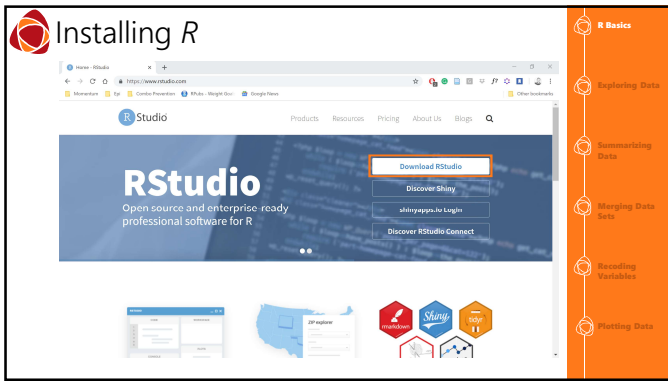 Installing R
Home - RStudio
https://www.rstudio.com
Momentum
Epi
Combo Prevention
RPubs - Weight Gain
Google News
Other bookmarks
R Studio
Products
Resources
Pricing
About Us
Blogs
RStudio
Open source and enterprise-ready
professional software for R
Download RStudio
Discover Shiny
shinyapps.io Login
Discover RStudio Connect
ZIP explorer
rmarkdown
Shiny
tidyr
R Basics
Exploring Data
Summarizing
Data
Merging Data
Sets
Recoding
Variables
Plotting Data